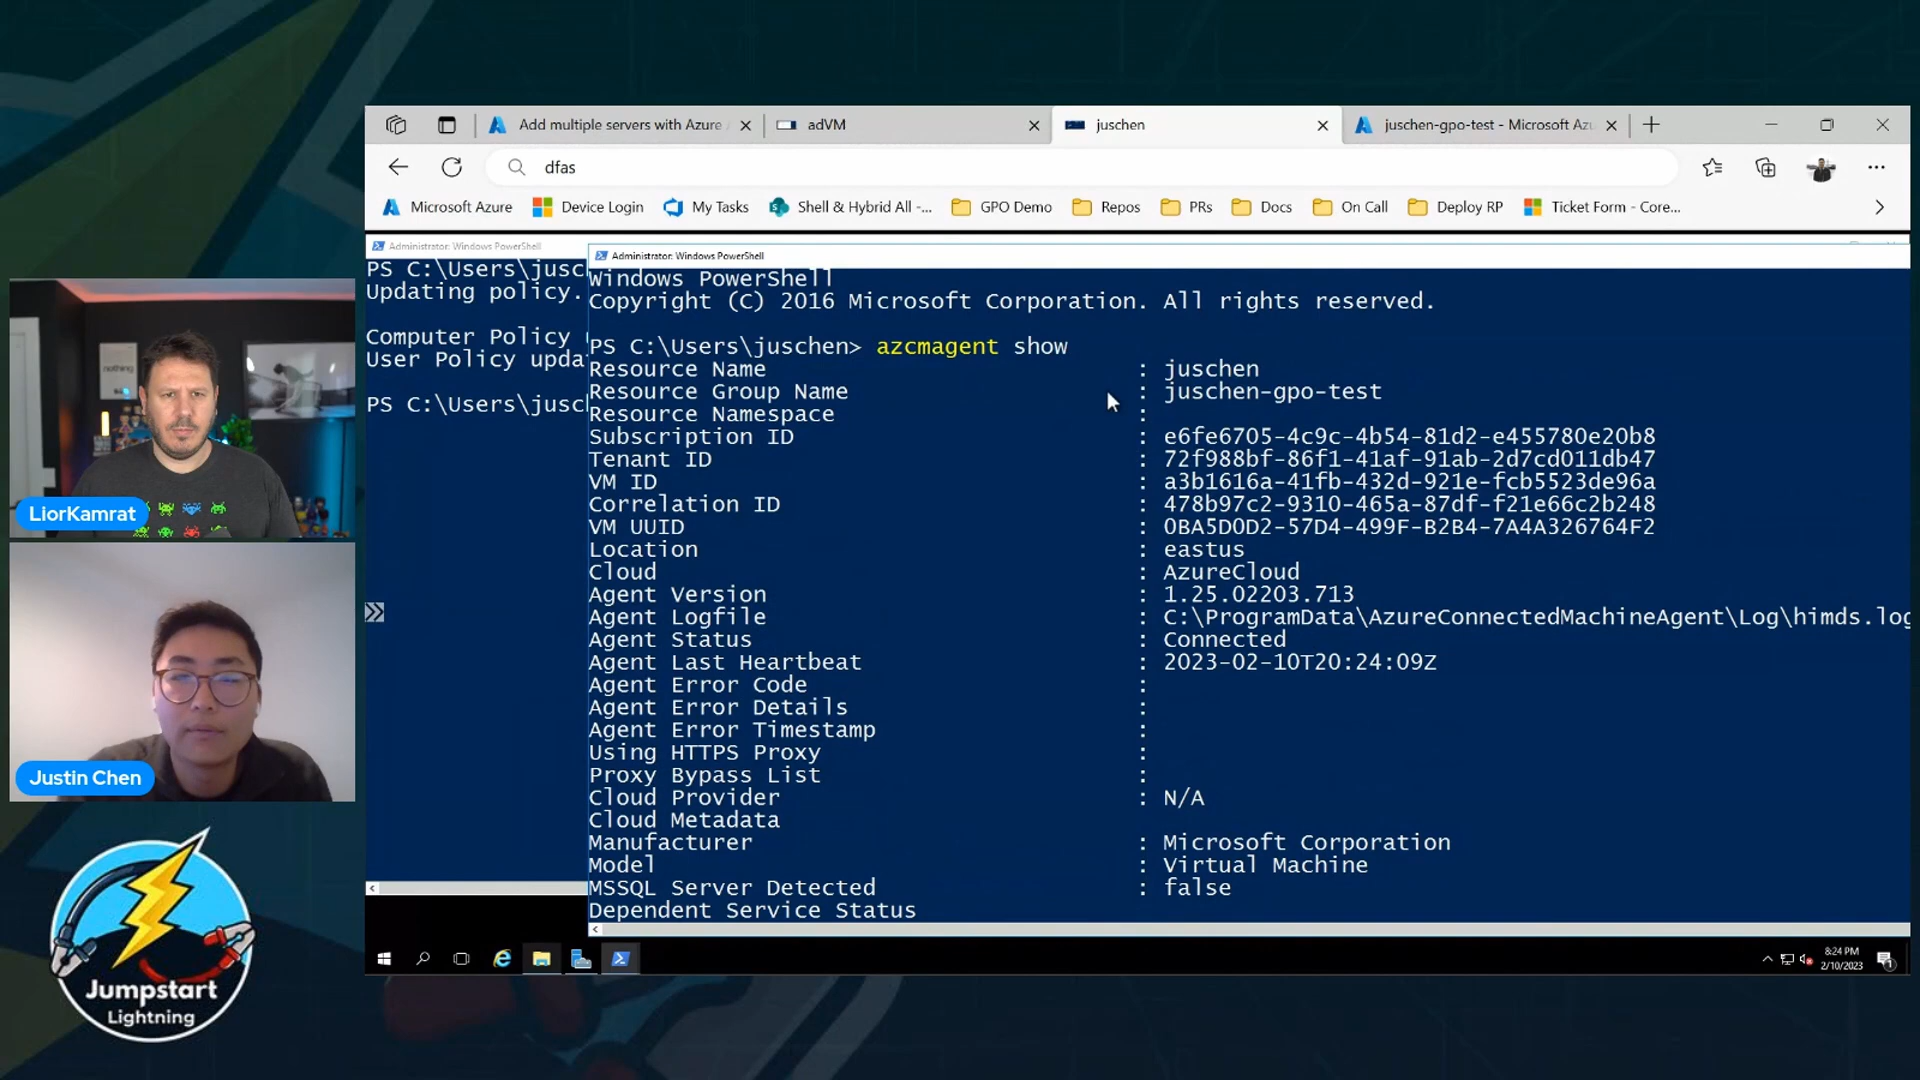 Add multiple servers with Azure
adVM
juschen
juschen-gpo-test - Microsoft Azu
dfas
Microsoft Azure
Device Login
My Tasks
Shell & Hybrid All -...
GPO Demo
Repos
PRs
Docs
On Call
Deploy RP
Ticket Form - Core...
Administrator: Windows PowerShell
PS C:\Users\jusc
Updating policy.
Computer Policy
User Policy upda
PS C:\Users\jusc
Administrator: Windows PowerShell
Windows PowerShell
Copyright (C) 2016 Microsoft Corporation. All rights reserved.
PS C:\Users\juschen> azcmagent show
Resource Name : juschen
Resource Group Name : juschen-gpo-test
Resource Namespace :
Subscription ID : e6fe6705-4c9c-4b54-81d2-e455780e20b8
Tenant ID : 72f988bf-86f1-41af-91ab-2d7cd011db47
VM ID : a3b1616a-41fb-432d-921e-fcb5523de96a
Correlation ID : 478b97c2-9310-465a-87df-f21e66c2b248
VM UUID : 0BA5D0D2-57D4-499F-B2B4-7A4A326764F2
Location : eastus
Cloud : AzureCloud
Agent Version : 1.25.02203.713
Agent Logfile : C:\ProgramData\AzureConnectedMachineAgent\Log\himds.log
Agent Status : Connected
Agent Last Heartbeat : 2023-02-10T20:24:09Z
Agent Error Code :
Agent Error Details :
Agent Error Timestamp :
Using HTTPS Proxy :
Proxy Bypass List :
Cloud Provider : N/A
Cloud Metadata
Manufacturer : Microsoft Corporation
Model : Virtual Machine
MSSQL Server Detected : false
Dependent Service Status
8:24 PM
2/10/2023
1
nothing
LiorKamrat
Justin Chen
Jumpstart
Lightning